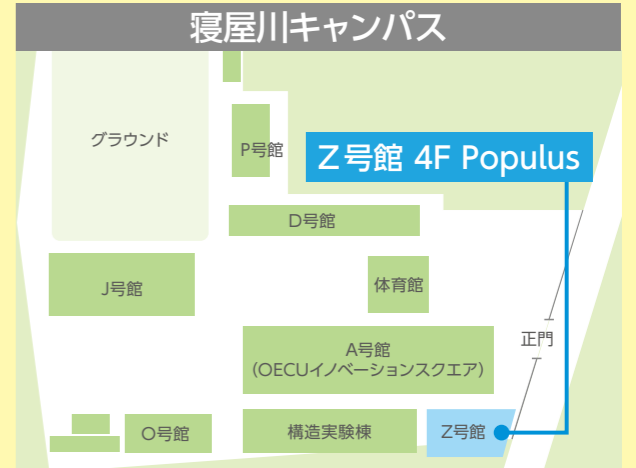 寝屋川キャンパス
グラウンド
P号館
Z号館 4F Populus
D号館
J号館
体育館
正門
A号館
(OECUイノベーションスクエア)
O号館
構造実験棟
Z号館